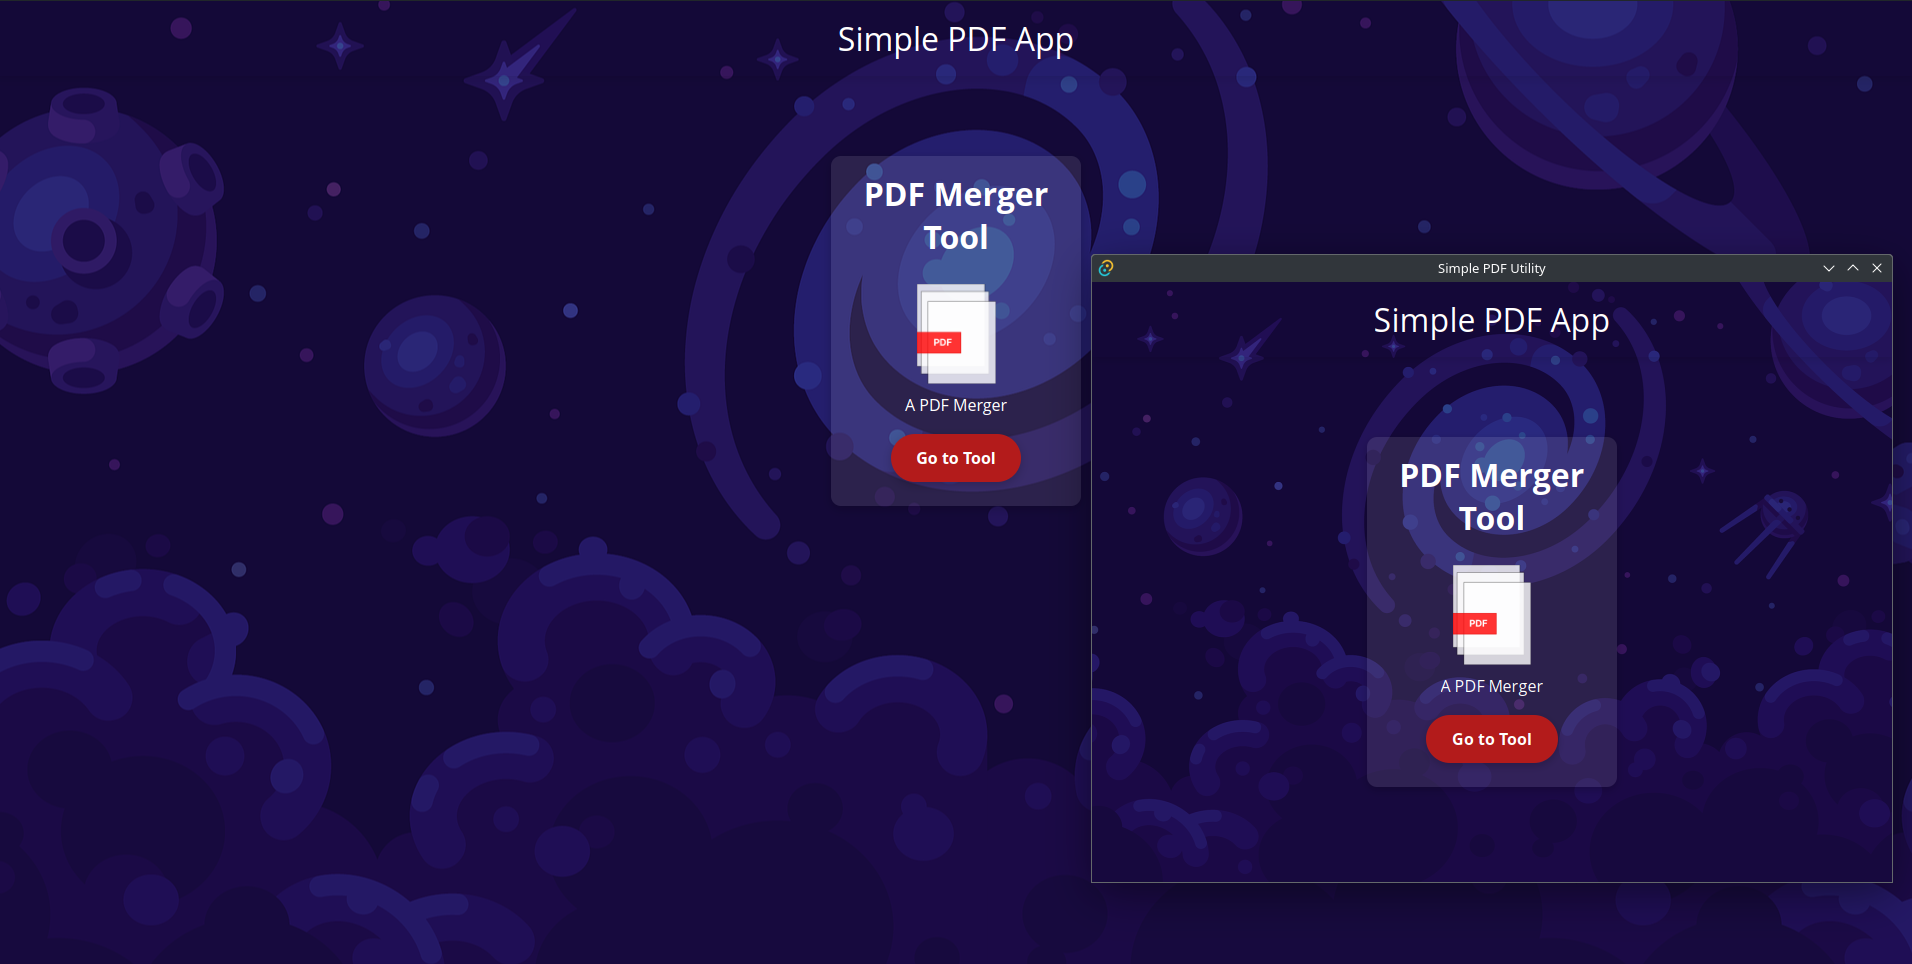 Simple PDF App
PDF Merger
Tool
PDF
A PDF Merger
Go to Tool
Simple PDF Utility
Simple PDF App
PDF Merger
Tool
PDF
A PDF Merger
Go to Tool